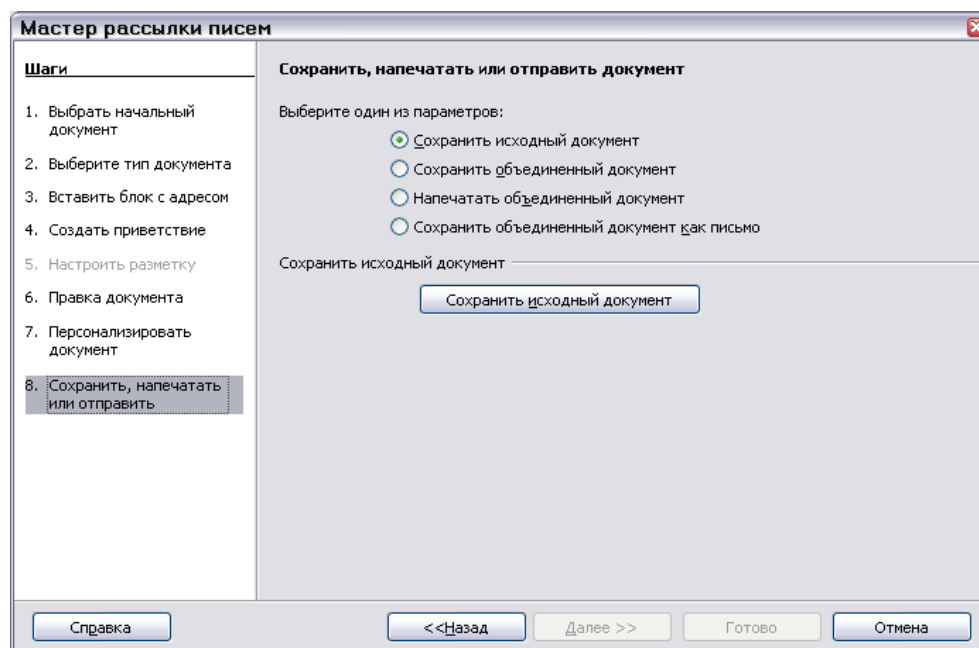 Мастер рассылки писем
Шаги
1. Выбрать начальный
документ
2. Выберите тип документа
3. Вставить блок с адресом
4. Создать приветствие
5. Настроить разметку
6. Правка документа
7. Персонализировать
документ
8. Сохранить, напечатать
или отправить
Сохранить, напечатать или отправить документ
Выберите один из параметров:
Сохранить исходный документ
Сохранить объединенный документ
Напечатать объединенный документ
Сохранить объединенный документ как письмо
Сохранить исходный документ
Сохранить исходный документ
Справка
<<Назад
Далее >>
Готово
Отмена